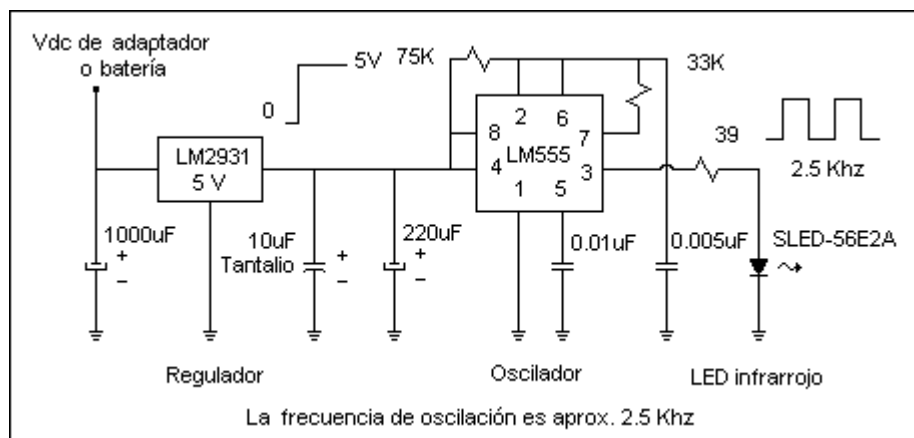 Vdc de adaptador
o batería
0
5V
75K
33K
2 6
8 7
LM2931
5 V
LM555
4 3
1 5
39
2.5 Khz
1000uF
+
–
10uF
Tantalio
+
–
220uF
+
–
0.01uF
0.005uF
SLED-56E2A
Regulador
Oscilador
LED infrarrojo
La frecuencia de oscilación es aprox. 2.5 Khz